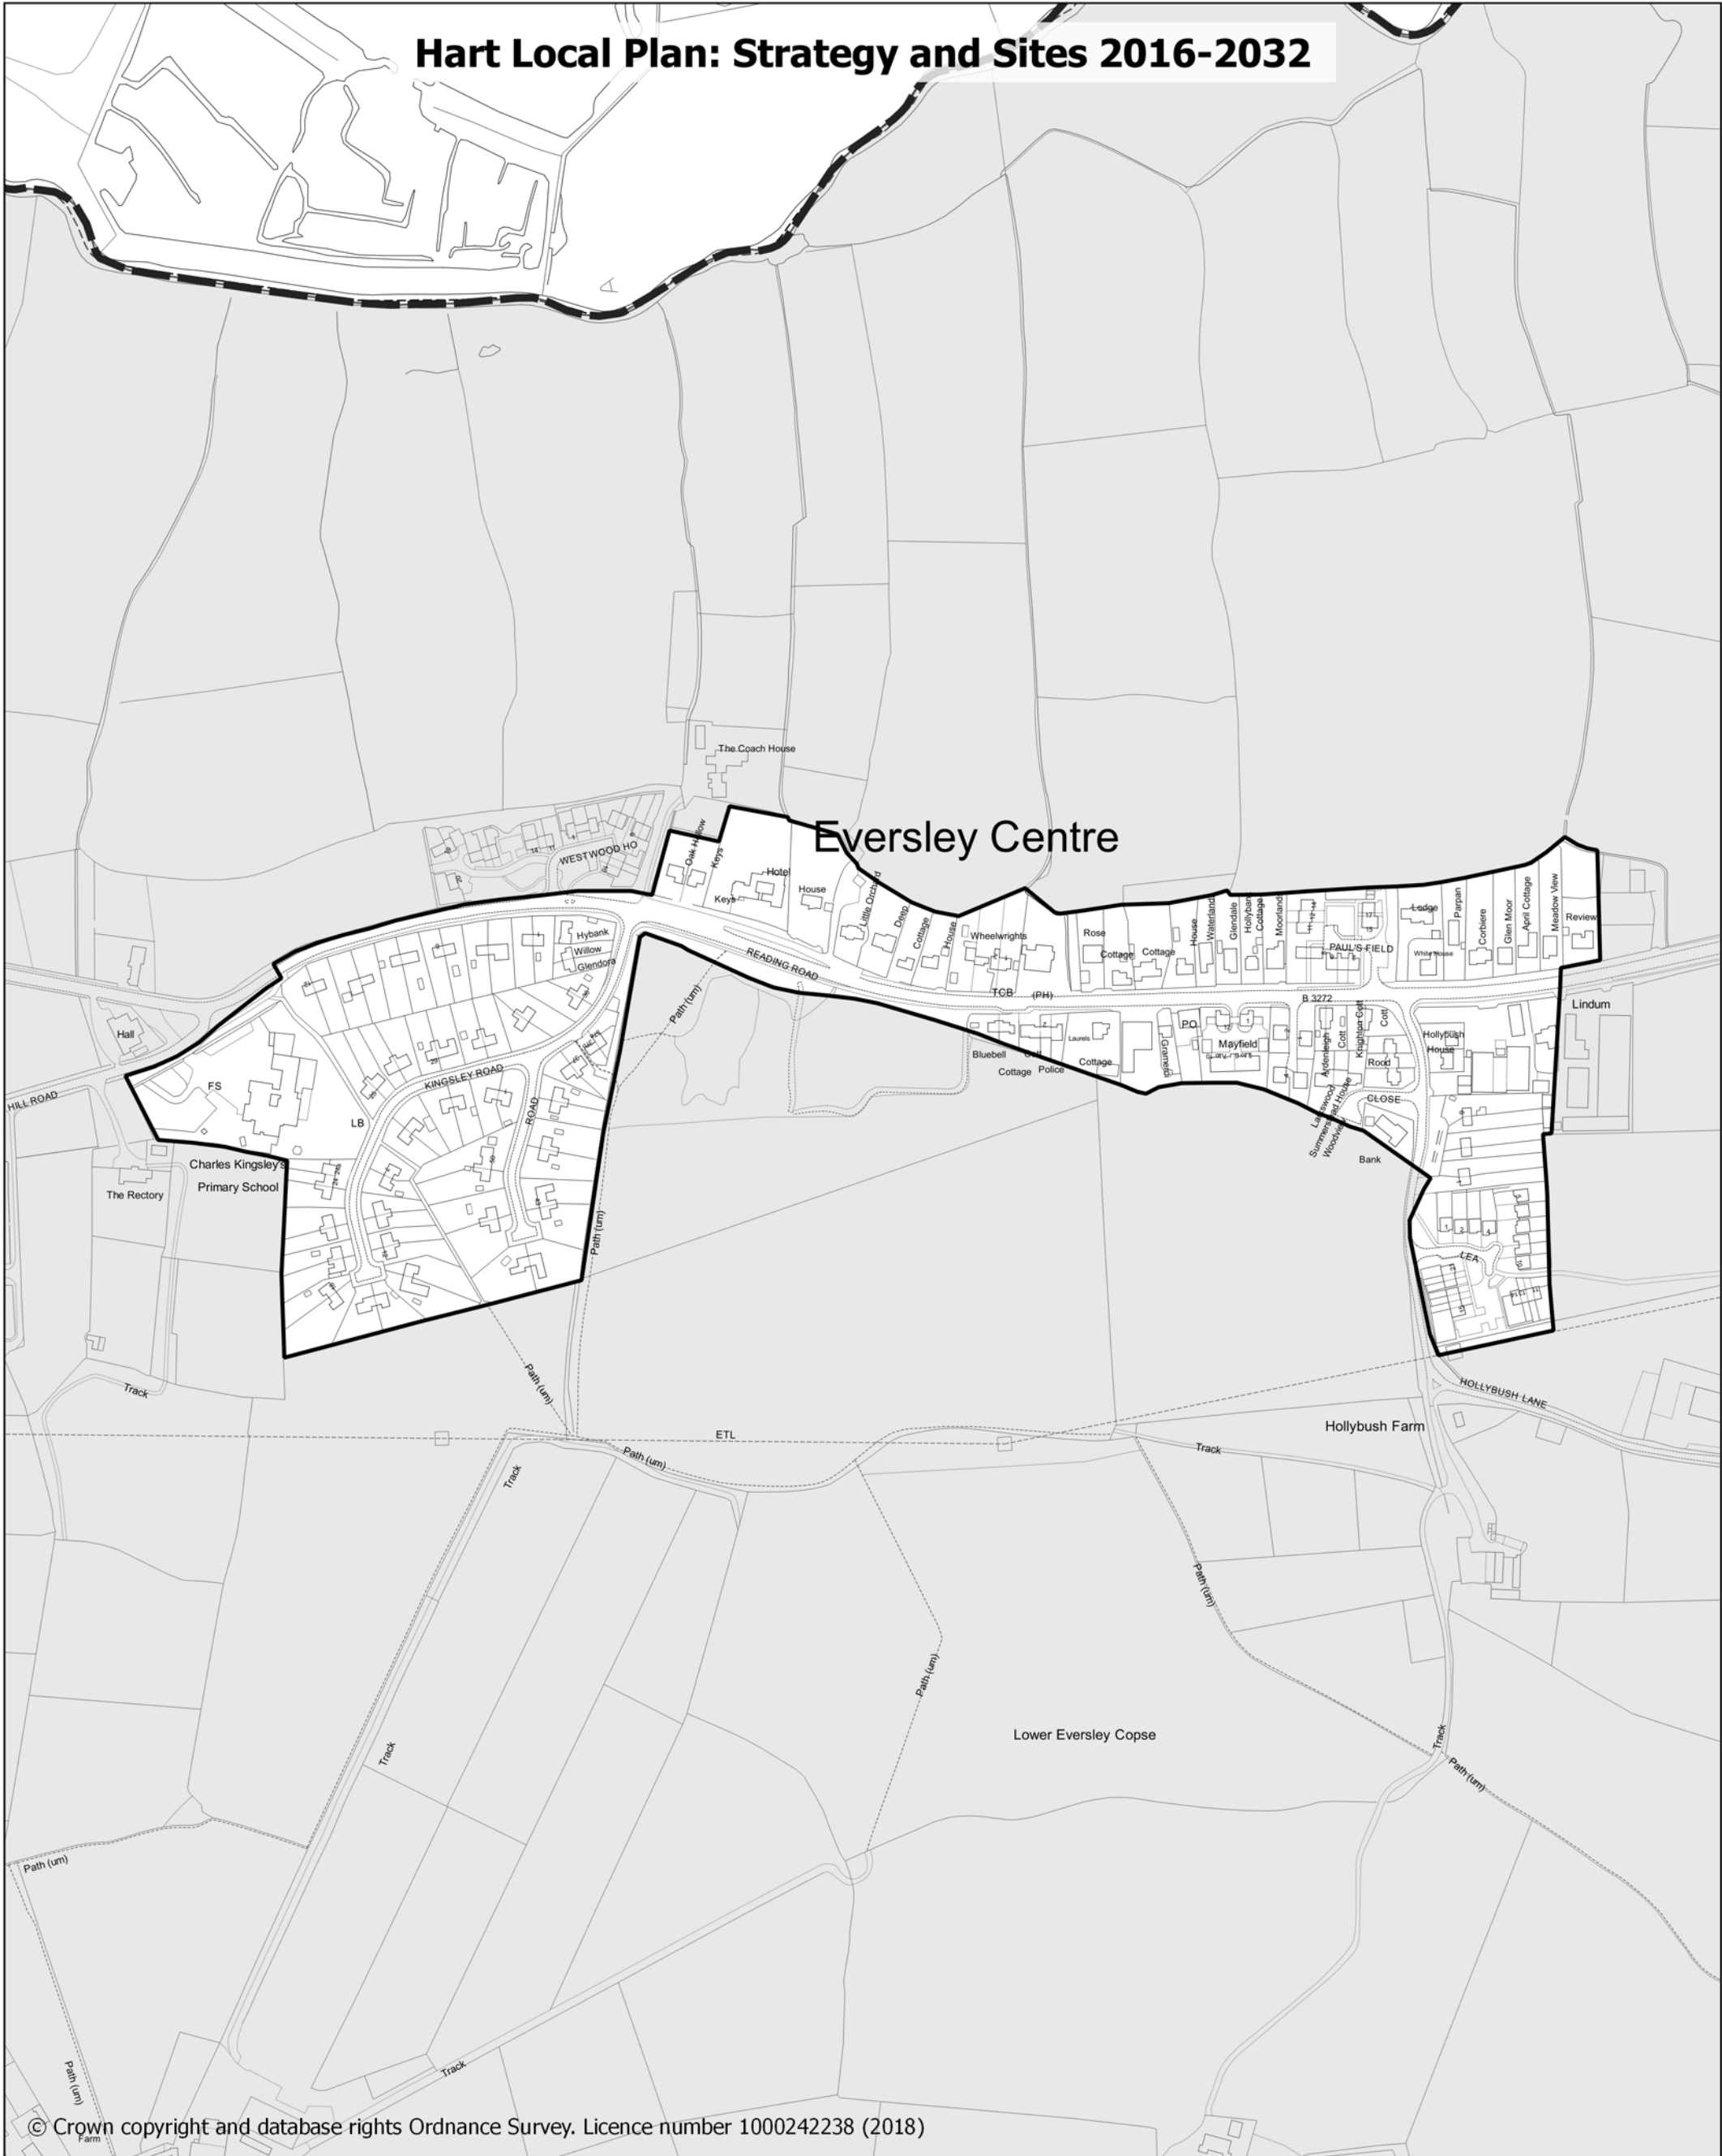 Hart Local Plan: Strategy and Sites 2016-2032
A
The Coach House
Eversley Centre
WESTWOOD HO
Oak Hollow
Keys
Hotel
Keys
House
Little Orchard
Deep
Cottage
House
Wheelwrights
Rose
Cottage
Cottage
House
Waterland
Glendale
Hollybank
Cottage
Moorland
PAUL'S FIELD
Lodge
White House
Parpan
Corbiere
Glen Moor
April Cottage
Meadow View
Review
Hybank
Willow
Glendora
READING ROAD
TCB
(PH)
B 3272
Lindum
Path (um)
Hall
FS
HILL ROAD
LB
KINGSLEY ROAD
ROAD
Bluebell
Cottage
Police
Laurels
Cottage
PO
Mayfield
Ardenleigh
Cott
Knighton Cott
Cott
Rood
Hollybush
House
CLOSE
Summerstead House
Woodview
Bank
Charles Kingsley's
Primary School
The Rectory
Path (um)
LEA
Track
Path (um)
HOLLYBUSH LANE
Hollybush Farm
ETL
Path (um)
Track
Track
Path (um)
Path (um)
Lower Eversley Copse
Track
Track
Path (um)
Path (um)
Track
Path (um)
© Crown copyright and database rights Ordnance Survey. Licence number 1000242238 (2018)
Farm